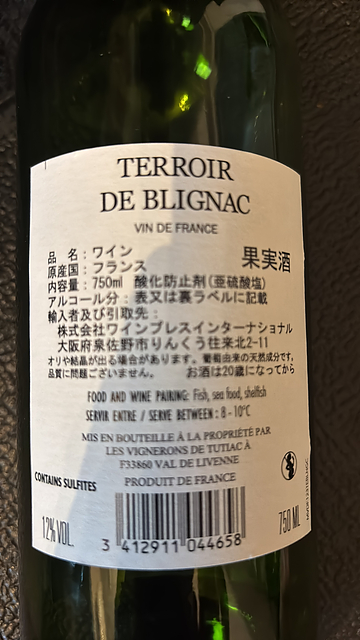 TERROIR
DE BLIGNAC
VIN DE FRANCE
品 名：ワイン
果実酒
原産国：フランス
内容量：750ml 酸化防止剤(亜硫酸塩)
アルコール分：表又は裏ラベルに記載
輸入者及び引取先：
株式会社ワインプレスインターナショナル
大阪府泉佐野市りんくう往来北2-11
オリや結晶が出る場合があります。葡萄由来の天然成分です。
品質に問題ございません。 お酒は20歳になってから
FOOD AND WINE PAIRING: Fish, sea food, shelfish
SERVIR ENTRE / SERVE BETWEEN : 8 - 10°C
MIS EN BOUTEILLE À LA PROPRIÉTÉ PAR
LES VIGNERONS DE TUTIAC À
F33860 VAL DE LIVENNE
PRODUIT DE FRANCE
CONTAINS SULFITES
12% VOL.
3 412911 044658
750 ML